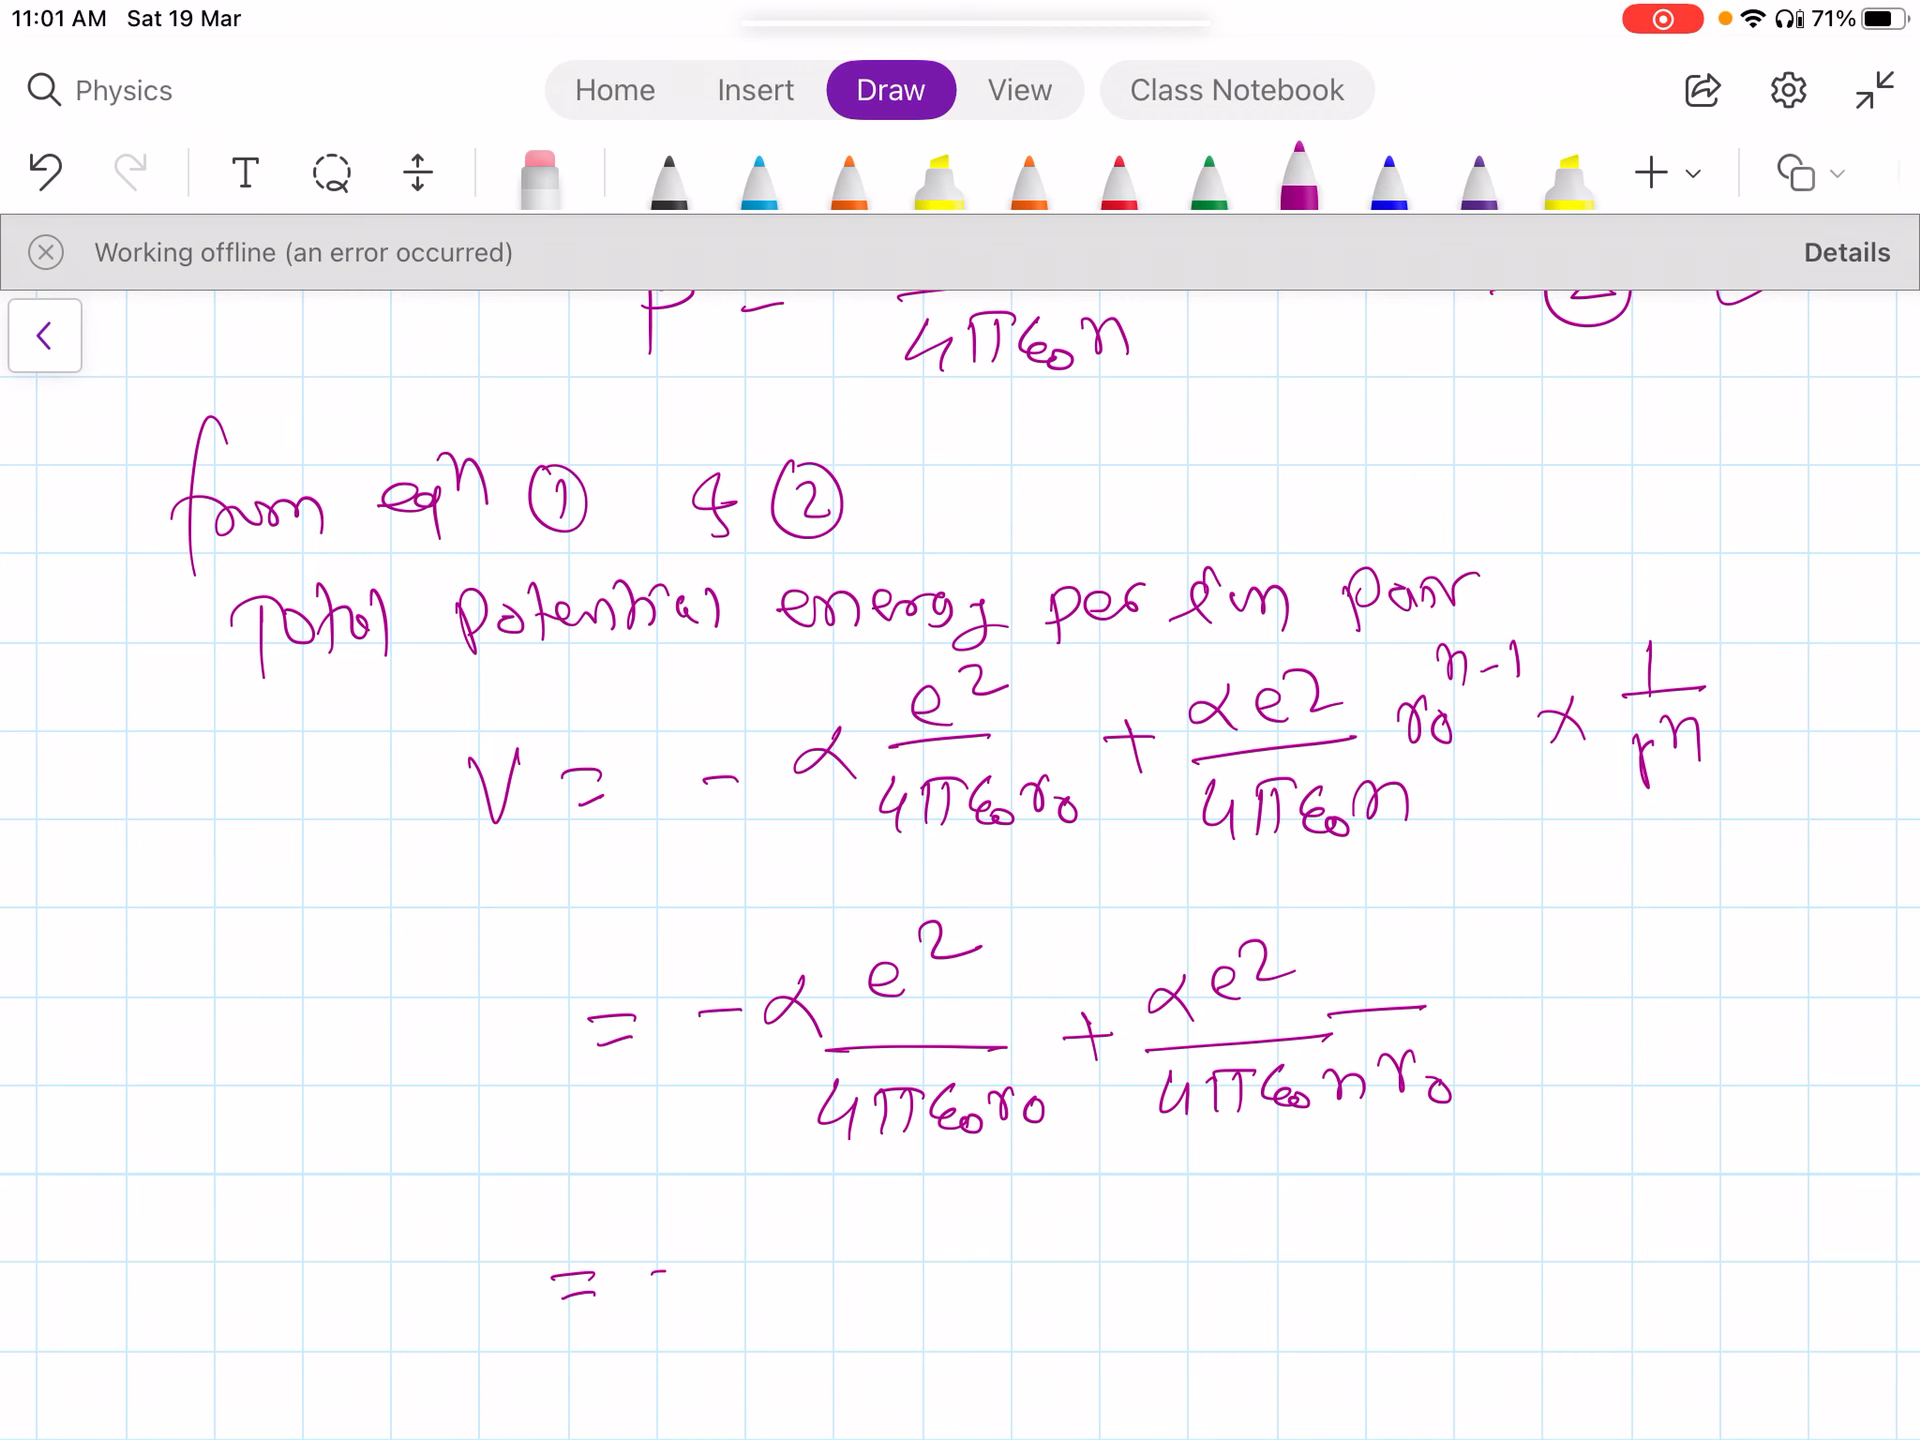 11:01 AM Sat 19 Mar 71%
Physics Home Insert Draw View Class Notebook
T
Working offline (an error occurred) Details
4πε₀n
from eqⁿ ① & ②
Total potential energy per ion pair
V = - α e²/4πε₀r₀ + αe²/4πε₀n r₀ⁿ⁻¹ × 1/rⁿ
= - α e²/4πε₀r₀ + αe²/4πε₀nr₀
= -